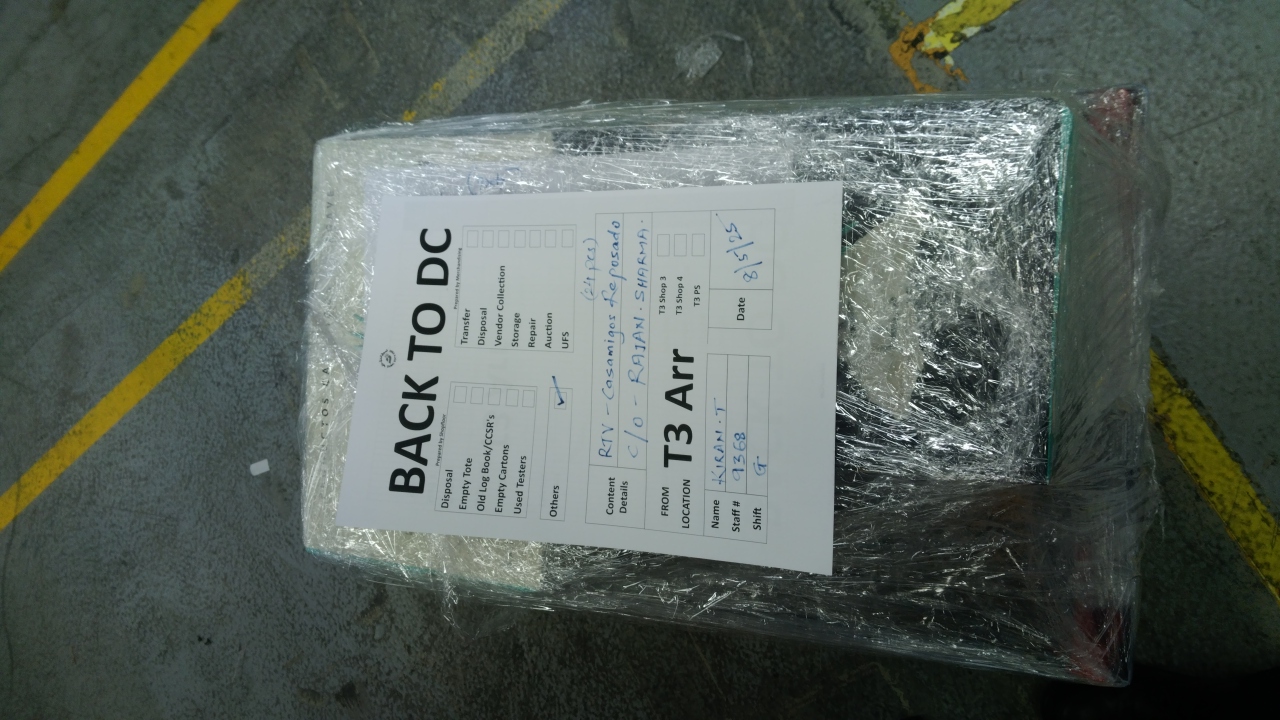 BACK TO DC
Prepared by Shopfloor
Prepared by Merchandising
Disposal
Empty Tote
Old Log Book/CCSR's
Empty Cartons
Used Testers
Transfer
Disposal
Vendor Collection
Storage
Repair
Auction
UFS
Others ✓
(24 pcs)
Content Details
RTV - Casamigos Reposado
C/O - RAJAN. SHARMA.
FROM LOCATION
T3 Arr
T3 Shop 3
T3 Shop 4
T3 PS
Name KIRAN.T
Staff # 9368
Shift G
Date 8/5/25